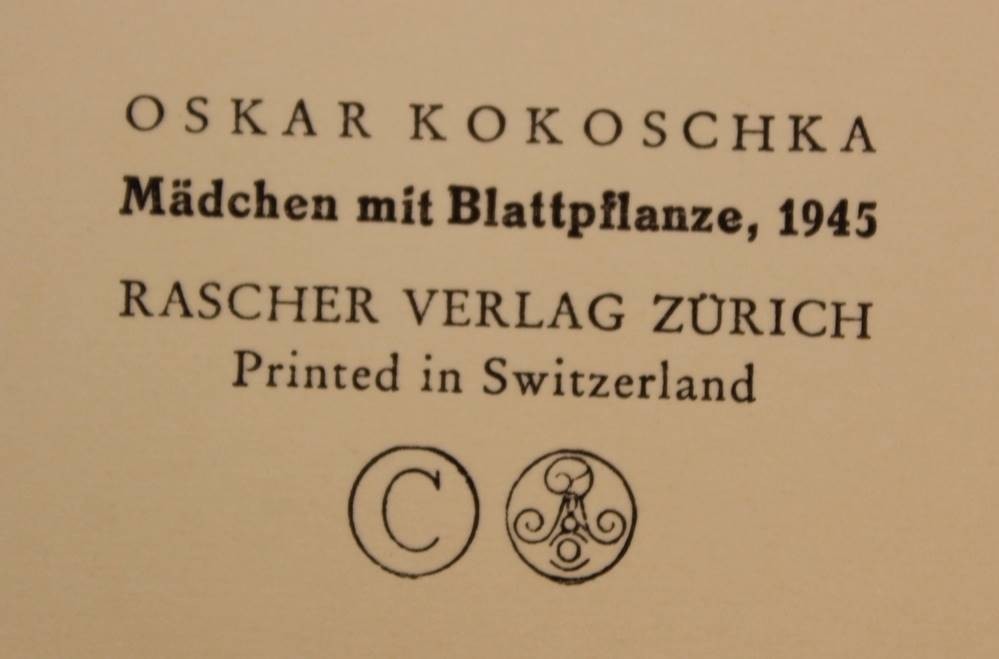 OSKAR KOKOSCHKA
Mädchen mit Blattpflanze, 1945
RASCHER VERLAG ZÜRICH
Printed in Switzerland
©